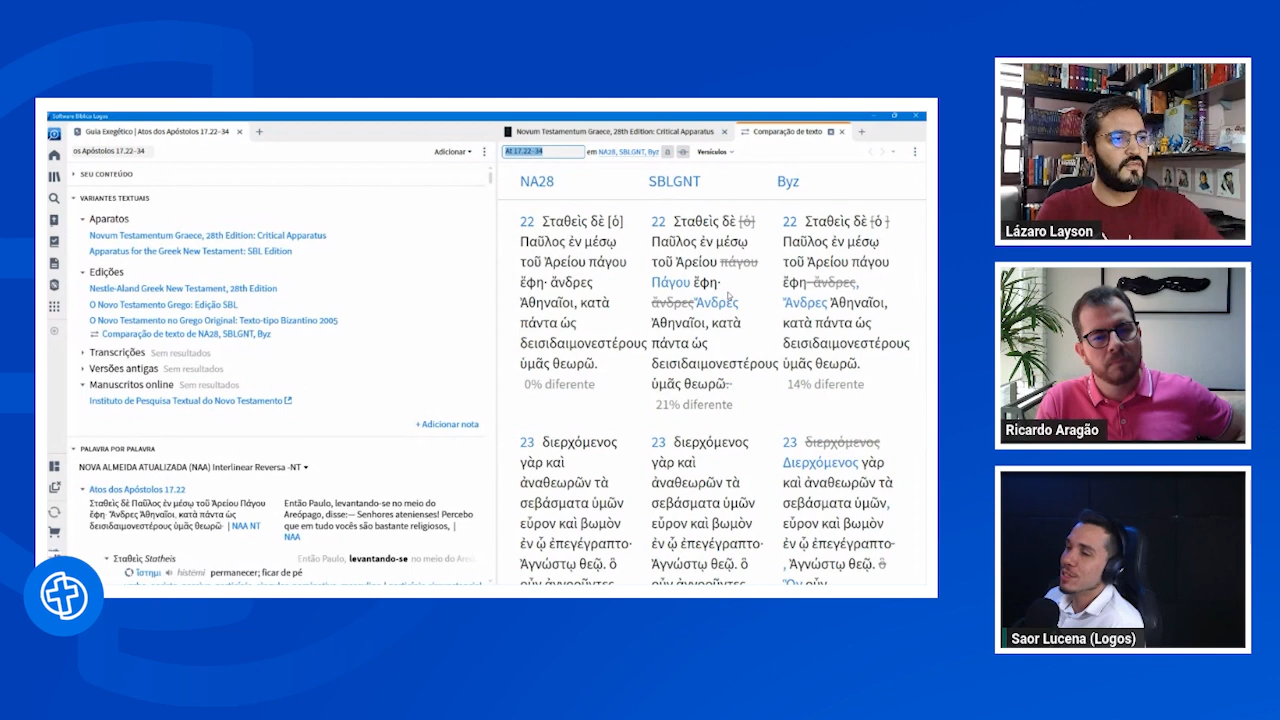 Software Bíblico Logos
Guia Exegético | Atos dos Apóstolos 17.22–34
os Apóstolos 17.22–34
Adicionar
SEU CONTEÚDO
VARIANTES TEXTUAIS
Aparatos
Novum Testamentum Graece, 28th Edition: Critical Apparatus
Apparatus for the Greek New Testament: SBL Edition
Edições
Nestle-Aland Greek New Testament, 28th Edition
O Novo Testamento Grego: Edição SBL
O Novo Testamento no Grego Original: Texto-tipo Bizantino 2005
Comparação de texto de NA28, SBLGNT, Byz
Transcrições Sem resultados
Versões antigas Sem resultados
Manuscritos online Sem resultados
Instituto de Pesquisa Textual do Novo Testamento
+ Adicionar nota
PALAVRA POR PALAVRA
NOVA ALMEIDA ATUALIZADA (NAA) Interlinear Reversa -NT
Atos dos Apóstolos 17.22
Σταθεὶς δὲ Παῦλος ἐν μέσῳ τοῦ Ἀρείου Πάγου
ἔφη· Ἄνδρες Ἀθηναῖοι, κατὰ πάντα ὡς
δεισιδαιμονεστέρους ὑμᾶς θεωρῶ· | NAA NT
Então Paulo, levantando-se no meio do
Areópago, disse:— Senhores atenienses! Percebo
que em tudo vocês são bastante religiosos, |
NAA
Σταθεὶς Statheis
Então Paulo, levantando-se no meio do Areó
ἵστημι histēmi permanecer; ficar de pé
Novum Testamentum Graece, 28th Edition: Critical Apparatus
Comparação de texto
At 17.22–34
em NA28, SBLGNT, Byz
Versículos
NA28
22 Σταθεὶς δὲ [ὁ]
Παῦλος ἐν μέσῳ
τοῦ Ἀρείου πάγου
ἔφη· ἄνδρες
Ἀθηναῖοι, κατὰ
πάντα ὡς
δεισιδαιμονεστέρους
ὑμᾶς θεωρῶ.
0% diferente
23 διερχόμενος
γὰρ καὶ
ἀναθεωρῶν τὰ
σεβάσματα ὑμῶν
εὗρον καὶ βωμὸν
ἐν ᾧ ἐπεγέγραπτο·
Ἀγνώστῳ θεῷ. ὃ
οὖν ἀγνοοῦντες
SBLGNT
22 Σταθεὶς δὲ [ὁ]
Παῦλος ἐν μέσῳ
τοῦ Ἀρείου πάγου
Πάγου ἔφη·
ἄνδρεςἌνδρες
Ἀθηναῖοι, κατὰ
πάντα ὡς
δεισιδαιμονεστέρους
ὑμᾶς θεωρῶ.·
21% diferente
23 διερχόμενος
γὰρ καὶ
ἀναθεωρῶν τὰ
σεβάσματα ὑμῶν
εὗρον καὶ βωμὸν
ἐν ᾧ ἐπεγέγραπτο·
Ἀγνώστῳ θεῷ. ὃ
οὖν ἀγνοοῦντες
Byz
22 Σταθεὶς δὲ [ὁ ]
Παῦλος ἐν μέσῳ
τοῦ Ἀρείου πάγου
ἔφη· ἄνδρες,
Ἄνδρες Ἀθηναῖοι,
κατὰ πάντα ὡς
δεισιδαιμονεστέρους
ὑμᾶς θεωρῶ.
14% diferente
23 διερχόμενος
Διερχόμενος γὰρ
καὶ ἀναθεωρῶν τὰ
σεβάσματα ὑμῶν,
εὗρον καὶ βωμὸν
ἐν ᾧ ἐπεγέγραπτο·
, Ἀγνώστῳ θεῷ. ὃ
Ὃν οὖν
Lázaro Layson
Ricardo Aragão
Saor Lucena (Logos)